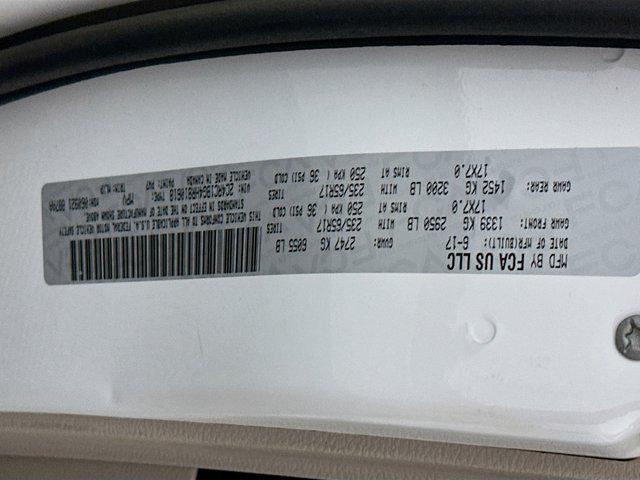 MFD BY FCA US LLC
DATE OF MFR(BUILT): 6-17 GVWR: 2747 KG 6055 LB
GAWR FRONT: 1339 KG 2950 LB WITH TIRES
17X7.0 RIMS AT 235/65R17
250 KPA ( 36 PSI) COLD
GAWR REAR: 1452 KG 3200 LB WITH TIRES
17X7.0 RIMS AT 235/65R17
250 KPA ( 36 PSI) COLD
THIS VEHICLE CONFORMS TO ALL APPLICABLE U.S.A. FEDERAL MOTOR VEHICLE SAFETY
STANDARDS IN EFFECT ON THE DATE OF MANUFACTURE SHOWN ABOVE
TYPE: MPV
VEHICLE MADE IN CANADA